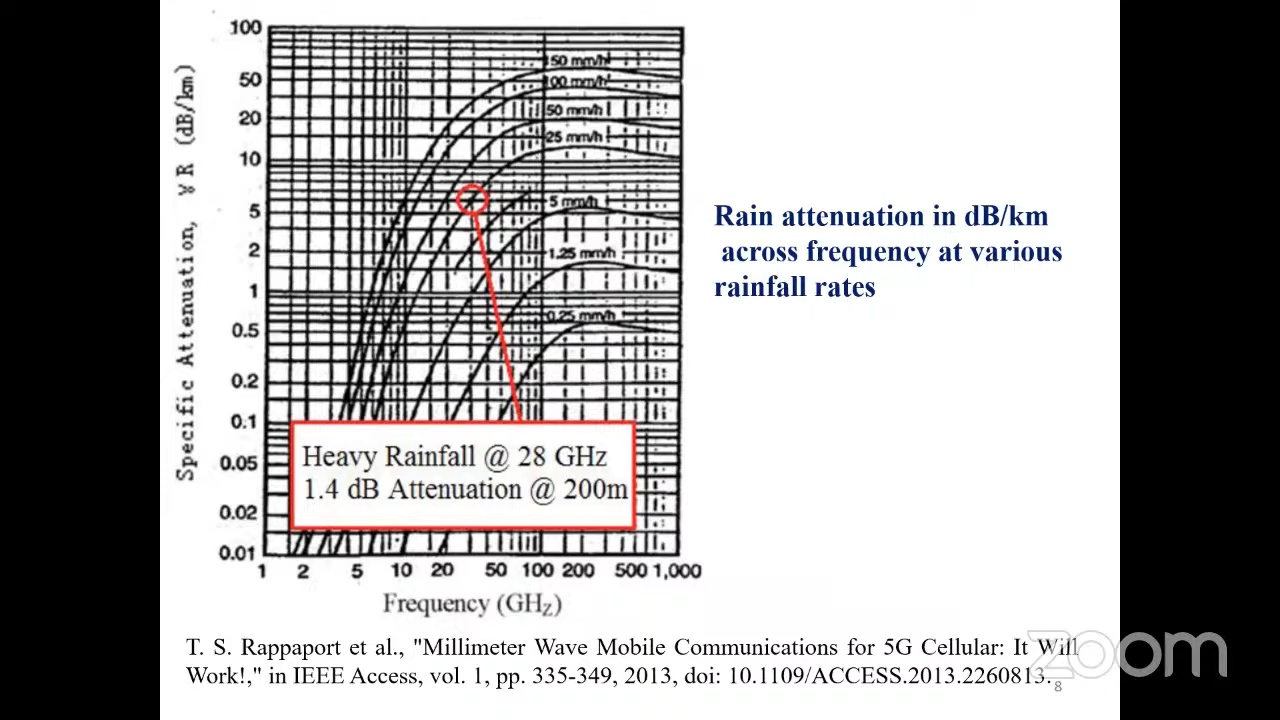 100
50
20
10
5
2
1
0.5
0.2
0.1
0.05
0.02
0.01
Specific Attenuation, γR (dB/km)
150 mm/h
100 mm/h
50 mm/h
25 mm/h
5 mm/h
1.25 mm/h
0.25 mm/h
Heavy Rainfall @ 28 GHz
1.4 dB Attenuation @ 200m
1 2 5 10 20 50 100 200 500 1,000
Frequency (GHz)
Rain attenuation in dB/km
across frequency at various
rainfall rates
T. S. Rappaport et al., "Millimeter Wave Mobile Communications for 5G Cellular: It Will
Work!," in IEEE Access, vol. 1, pp. 335-349, 2013, doi: 10.1109/ACCESS.2013.2260813.
8
zoom